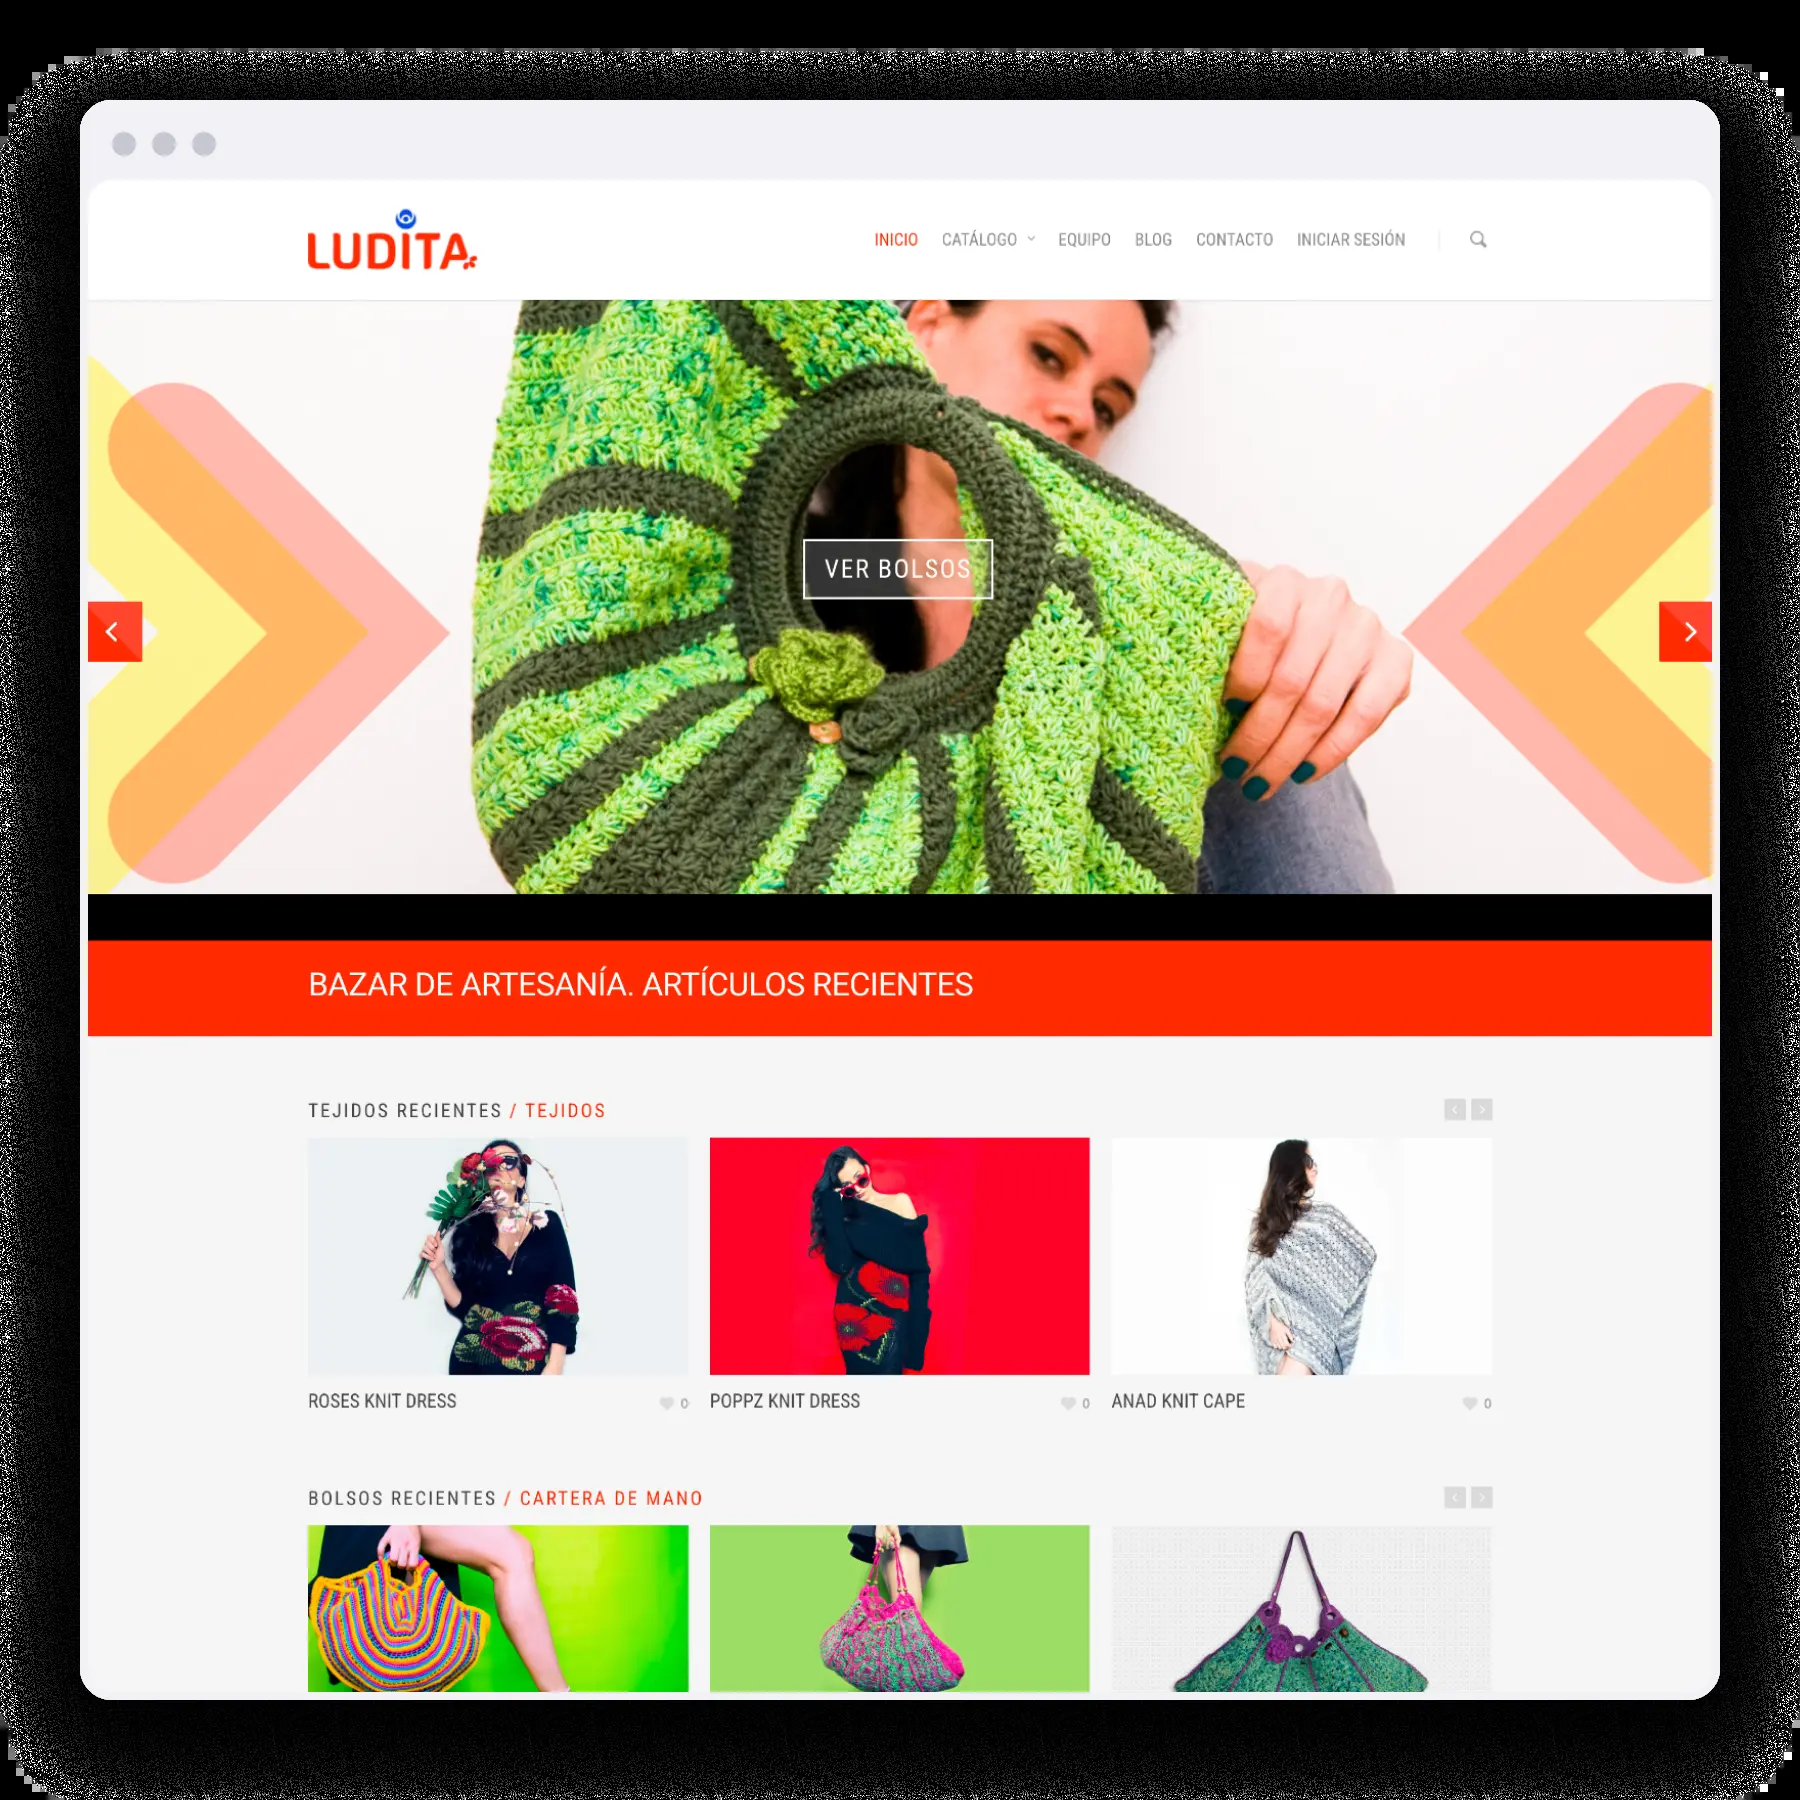 LUDITA
INICIO CATÁLOGO EQUIPO BLOG CONTACTO INICIAR SESIÓN
VER BOLSOS
BAZAR DE ARTESANÍA. ARTÍCULOS RECIENTES
TEJIDOS RECIENTES / TEJIDOS
ROSES KNIT DRESS 0
POPPZ KNIT DRESS 0
ANAD KNIT CAPE 0
BOLSOS RECIENTES / CARTERA DE MANO